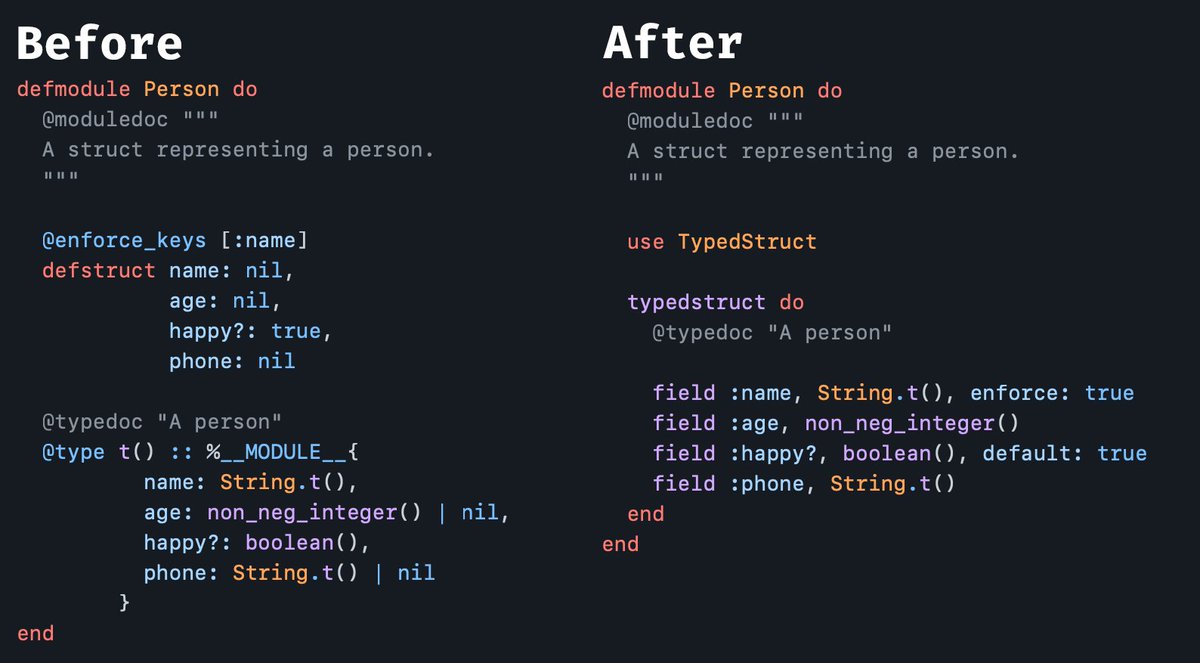 Before
defmodule Person do
  @moduledoc """
  A struct representing a person.
  """

  @enforce_keys [:name]
  defstruct name: nil,
            age: nil,
            happy?: true,
            phone: nil

  @typedoc "A person"
  @type t() :: %__MODULE__{
          name: String.t(),
          age: non_neg_integer() | nil,
          happy?: boolean(),
          phone: String.t() | nil
        }
end
After
defmodule Person do
  @moduledoc """
  A struct representing a person.
  """

  use TypedStruct

  typedstruct do
    @typedoc "A person"

    field :name, String.t(), enforce: true
    field :age, non_neg_integer()
    field :happy?, boolean(), default: true
    field :phone, String.t()
  end
end